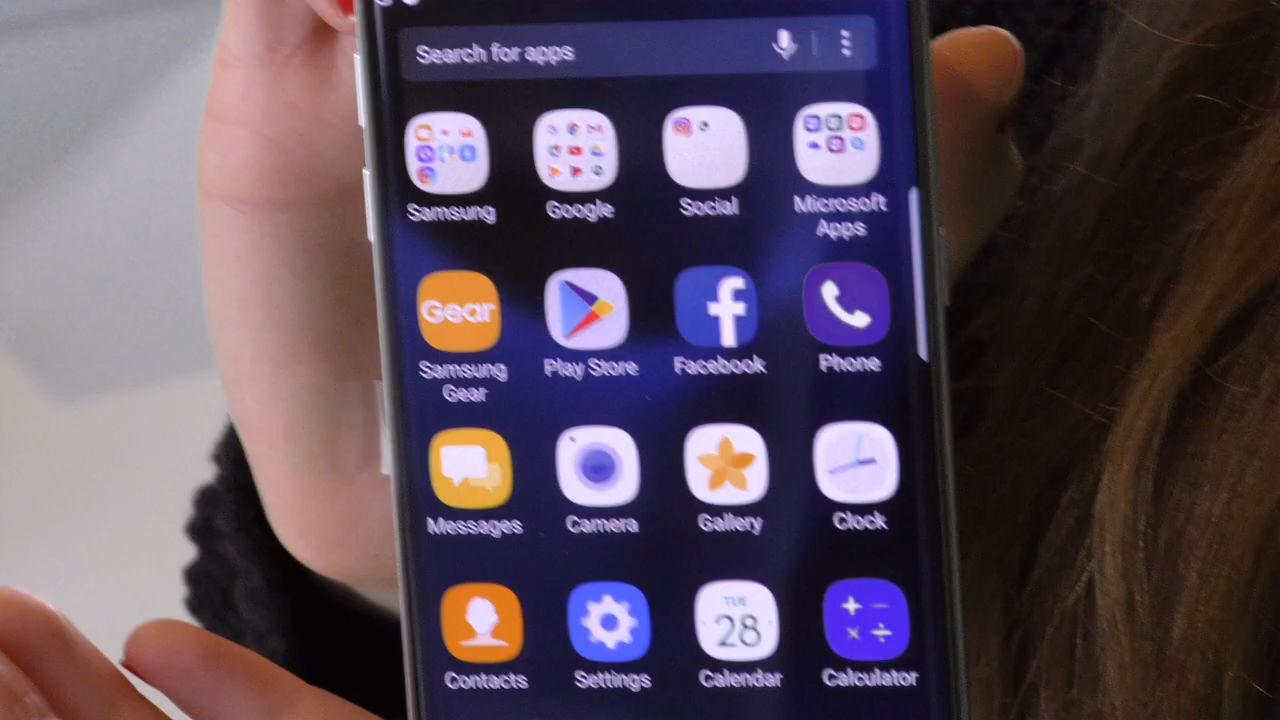 Search for apps
Samsung
Google
Social
Microsoft
Apps
Gear
Samsung
Gear
Play Store
Facebook
Phone
Messages
Camera
Gallery
Clock
TUE
28
Contacts
Settings
Calendar
Calculator